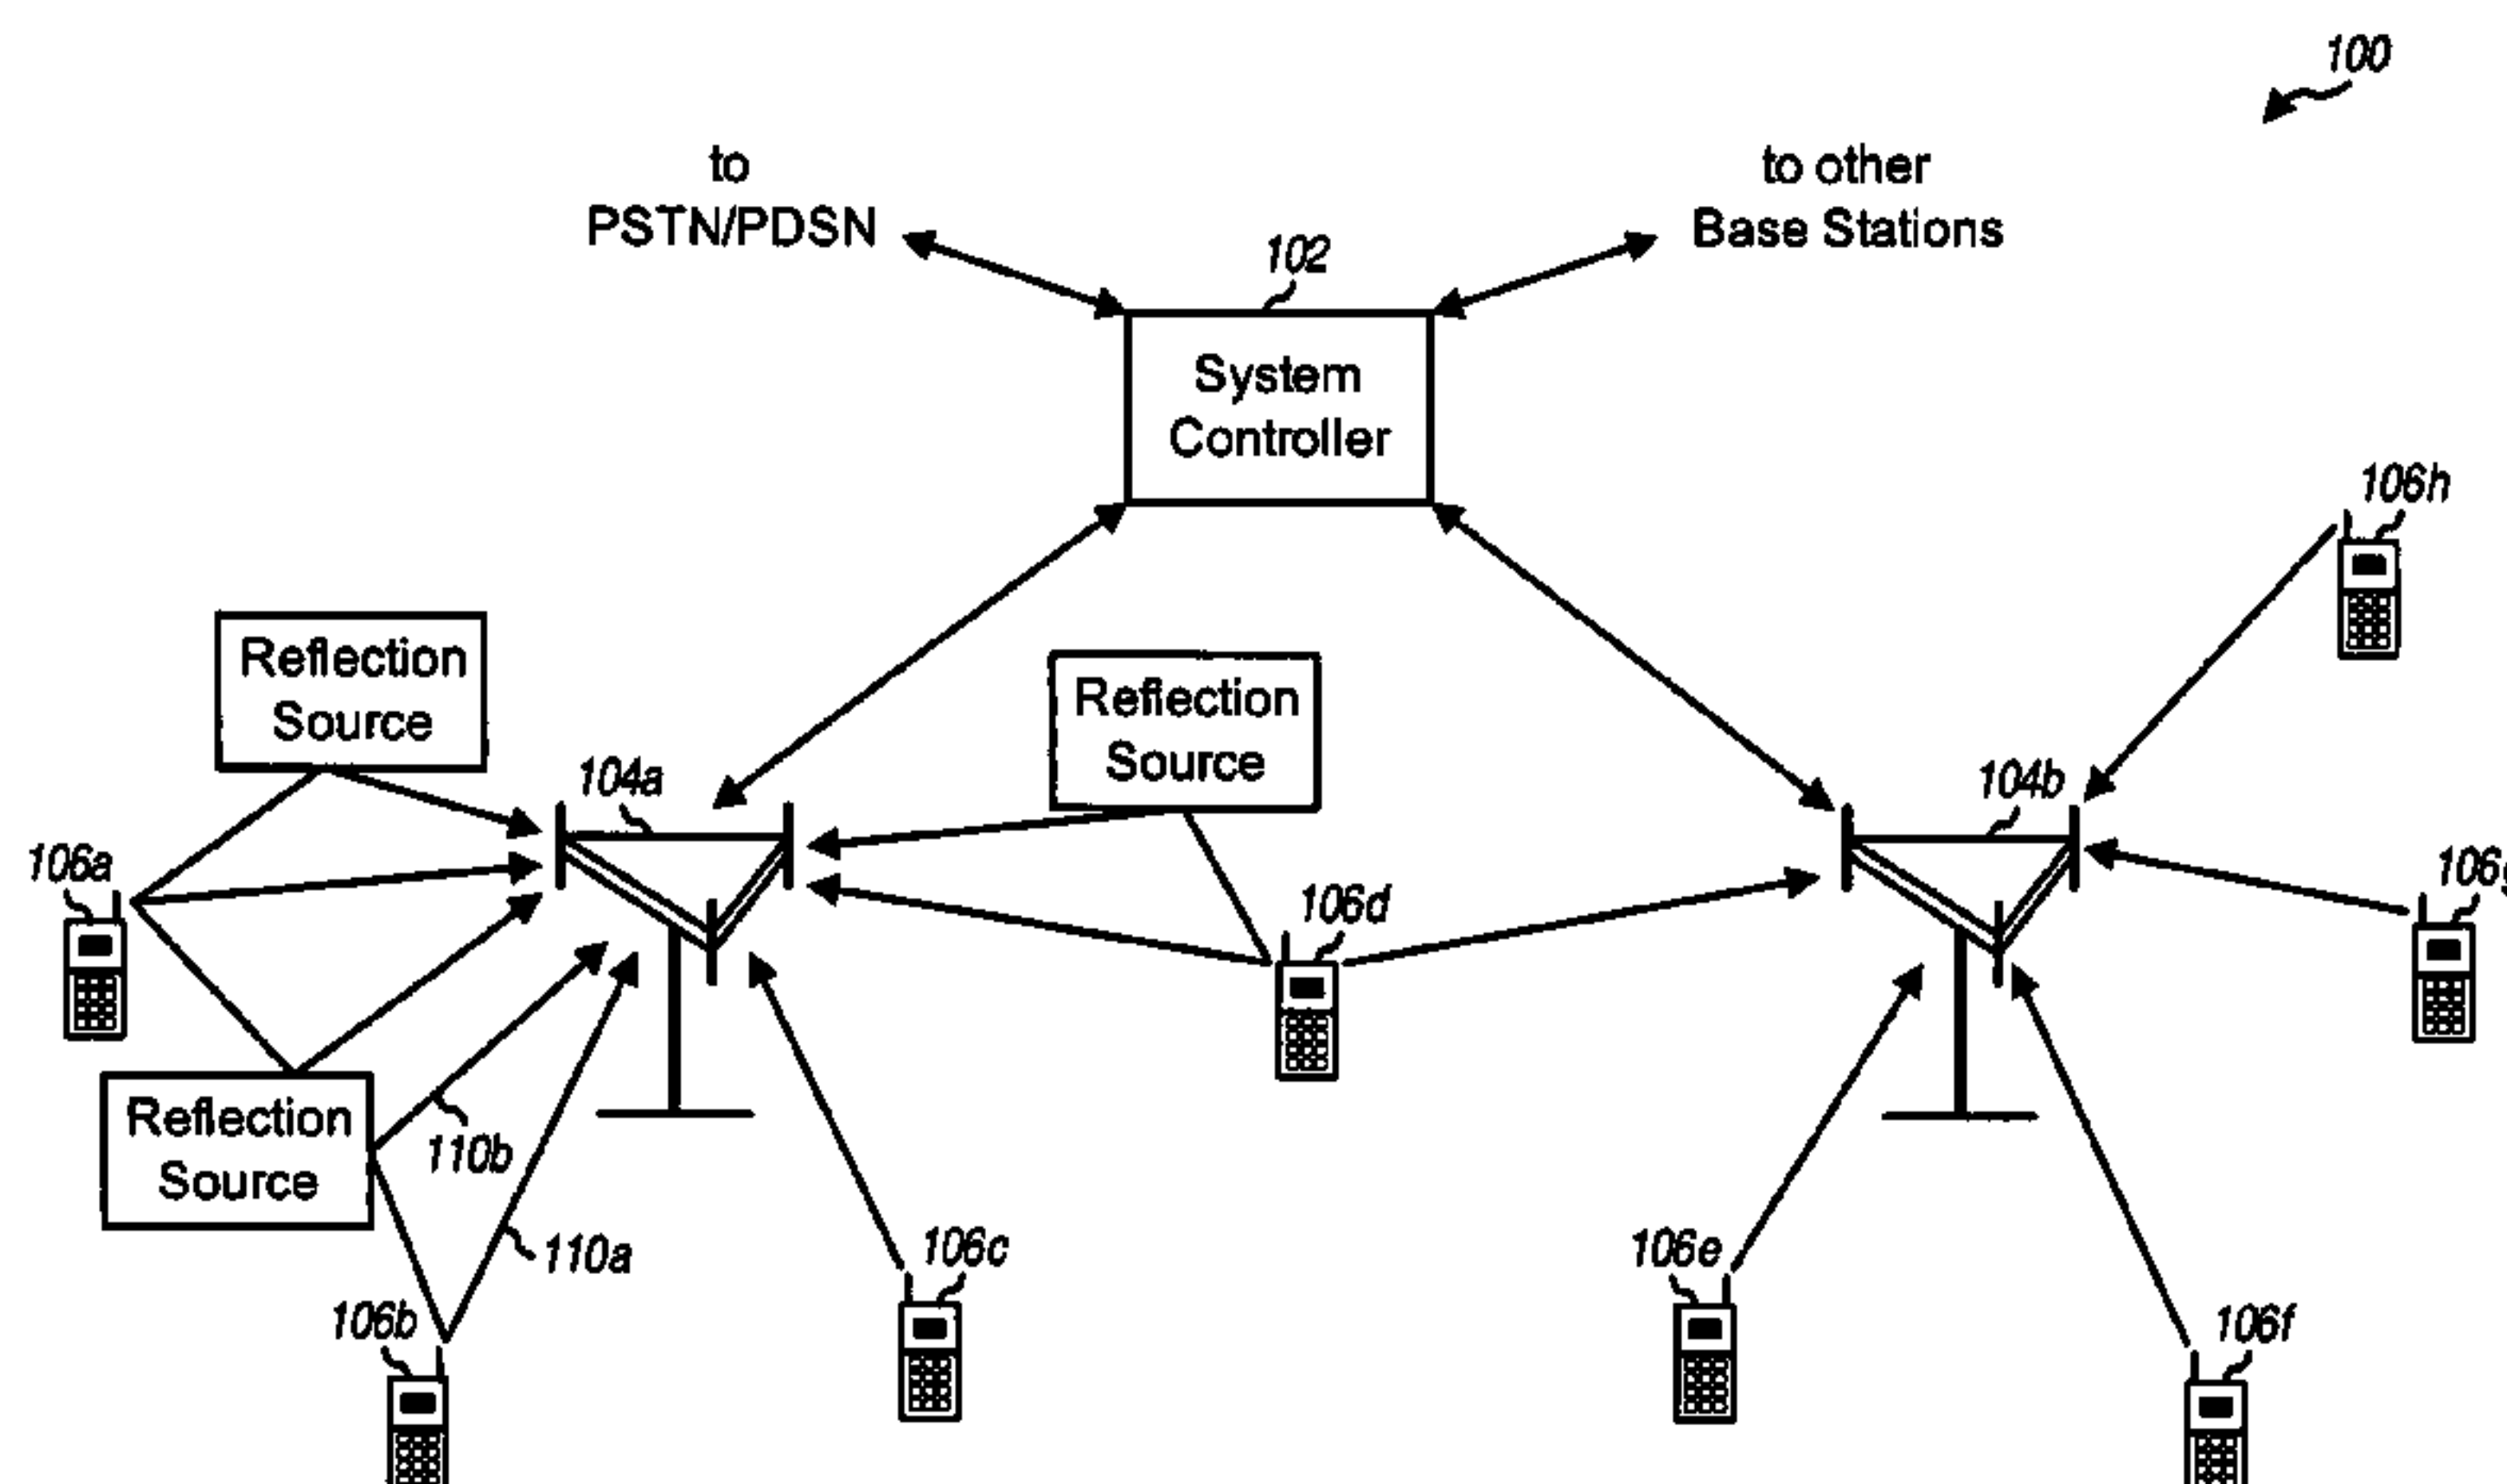 100
to
PSTN/PDSN
to other
Base Stations
102
System
Controller
106h
Reflection
Source
Reflection
Source
104a
104b
106a
106d
Reflection
Source
110b
110a
106c
106e
106b
106f